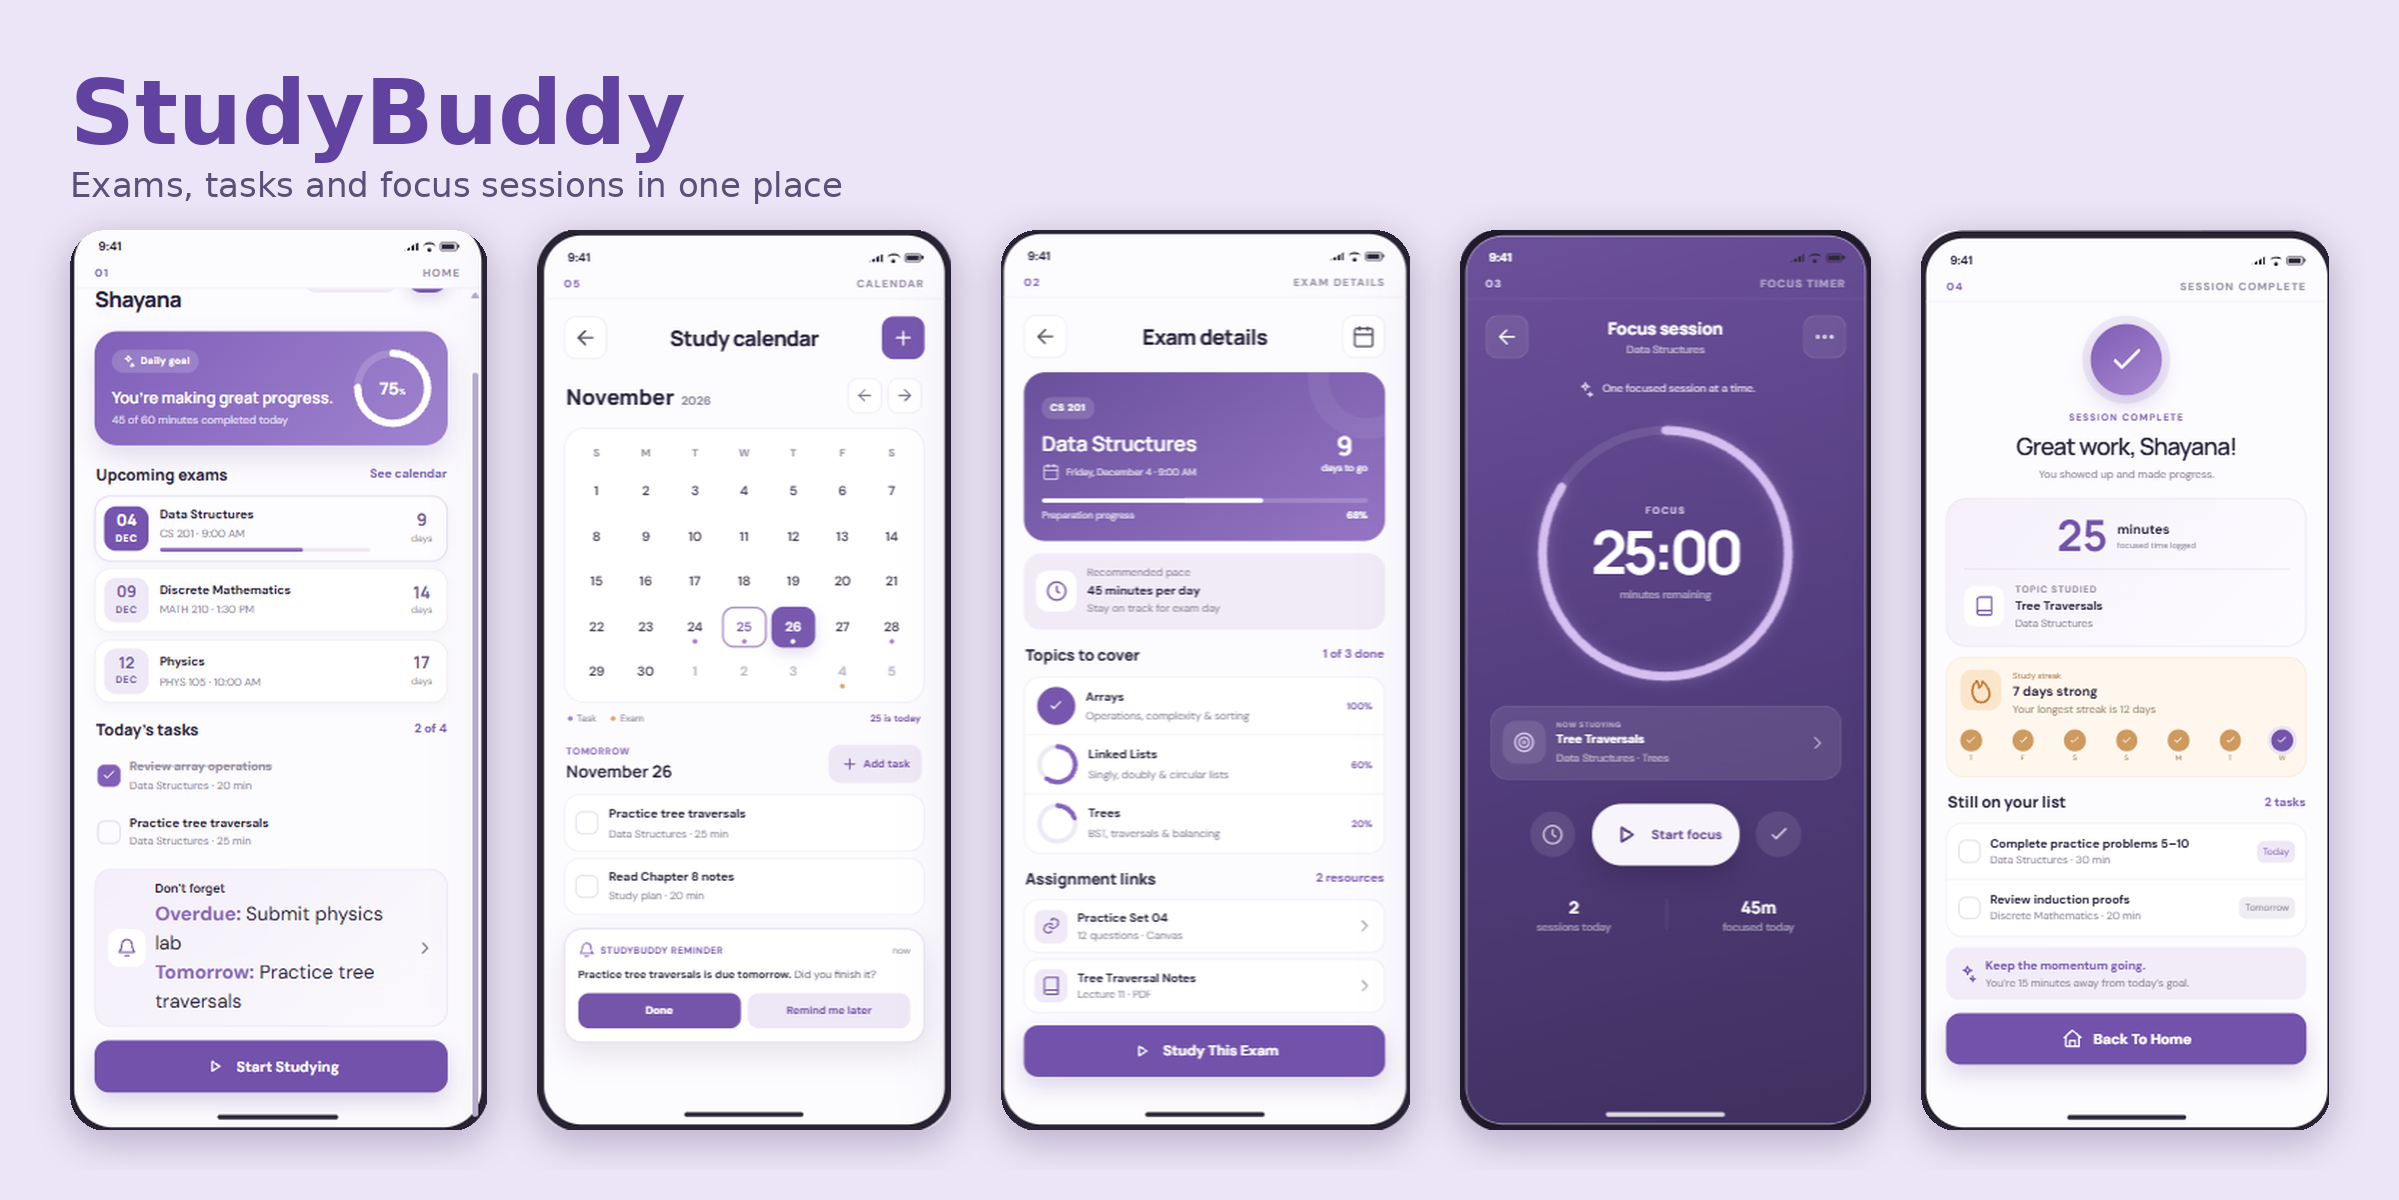 StudyBuddy
Exams, tasks and focus sessions in one place
9:41
01 HOME
Shayana
Daily goal
You're making great progress.
45 of 60 minutes completed today
75%
Upcoming exams See calendar
04 DEC
Data Structures
CS 201 · 9:00 AM
9 days
09 DEC
Discrete Mathematics
MATH 210 · 1:30 PM
14 days
12 DEC
Physics
PHYS 105 · 10:00 AM
17 days
Today's tasks 2 of 4
Review array operations
Data Structures · 20 min
Practice tree traversals
Data Structures · 25 min
Don't forget
Overdue: Submit physics
lab
Tomorrow: Practice tree
traversals
Start Studying
9:41
05 CALENDAR
Study calendar
November 2026
S M T W T F S
1 2 3 4 5 6 7
8 9 10 11 12 13 14
15 16 17 18 19 20 21
22 23 24 25 26 27 28
29 30 1 2 3 4 5
Task Exam 25 is today
TOMORROW
November 26
Add task
Practice tree traversals
Data Structures · 25 min
Read Chapter 8 notes
Study plan · 20 min
STUDYBUDDY REMINDER now
Practice tree traversals is due tomorrow. Did you finish it?
Done Remind me later
9:41
02 EXAM DETAILS
Exam details
CS 201
Data Structures
Friday, December 4 · 9:00 AM
9
days to go
Preparation progress 68%
Recommended pace
45 minutes per day
Stay on track for exam day
Topics to cover 1 of 3 done
Arrays
Operations, complexity & sorting
100%
Linked Lists
Singly, doubly & circular lists
60%
Trees
BST, traversals & balancing
20%
Assignment links 2 resources
Practice Set 04
12 questions · Canvas
Tree Traversal Notes
Lecture 11 · PDF
Study This Exam
9:41
03 FOCUS TIMER
Focus session
Data Structures
One focused session at a time.
FOCUS
25:00
minutes remaining
NOW STUDYING
Tree Traversals
Data Structures · Trees
Start focus
2
sessions today
45m
focused today
9:41
04 SESSION COMPLETE
SESSION COMPLETE
Great work, Shayana!
You showed up and made progress.
25 minutes
focused time logged
TOPIC STUDIED
Tree Traversals
Data Structures
Study streak
7 days strong
Your longest streak is 12 days
T F S S M T W
Still on your list 2 tasks
Complete practice problems 5–10
Data Structures · 30 min
Today
Review induction proofs
Discrete Mathematics · 20 min
Tomorrow
Keep the momentum going.
You're 15 minutes away from today's goal.
Back To Home